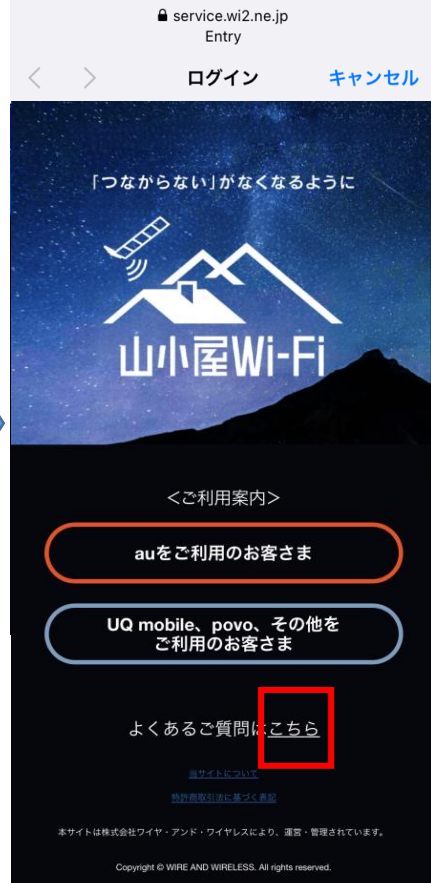 service.wi2.ne.jp
Entry
ログイン
キャンセル
「つながらない」がなくなるように
山小屋Wi-Fi
＜ご利用案内＞
auをご利用のお客さま
UQ mobile、povo、その他を
ご利用のお客さま
よくあるご質問はこちら
当サイトについて
特定商取引法に基づく表記
本サイトは株式会社ワイヤ・アンド・ワイヤレスにより、運営・管理されています。
Copyright © WIRE AND WIRELESS. All rights reserved.